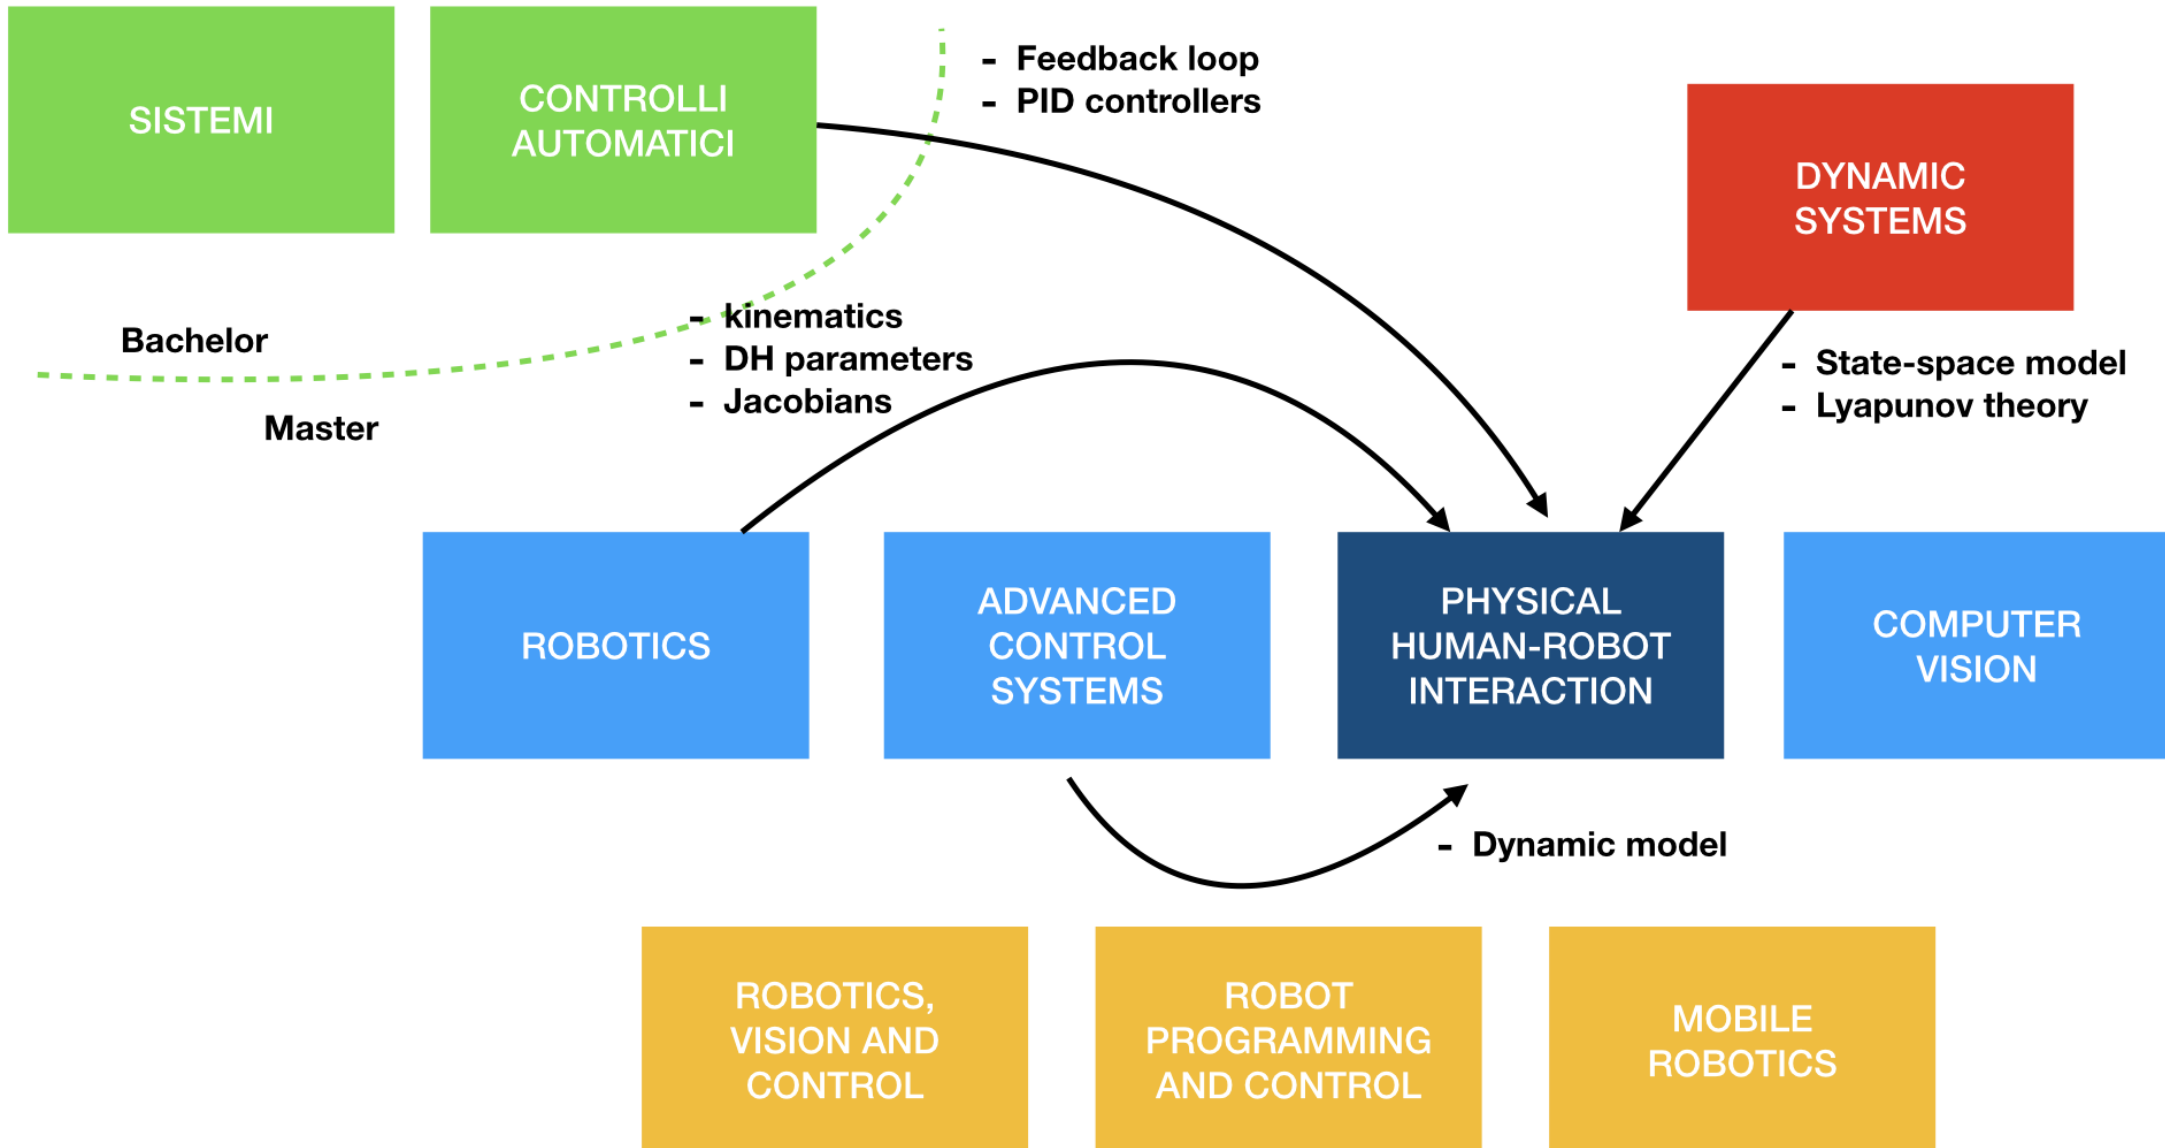 SISTEMI
CONTROLLI
AUTOMATICI
- Feedback loop
- PID controllers
DYNAMIC
SYSTEMS
Bachelor
Master
- kinematics
- DH parameters
- Jacobians
- State-space model
- Lyapunov theory
ROBOTICS
ADVANCED
CONTROL
SYSTEMS
PHYSICAL
HUMAN-ROBOT
INTERACTION
COMPUTER
VISION
- Dynamic model
ROBOTICS,
VISION AND
CONTROL
ROBOT
PROGRAMMING
AND CONTROL
MOBILE
ROBOTICS